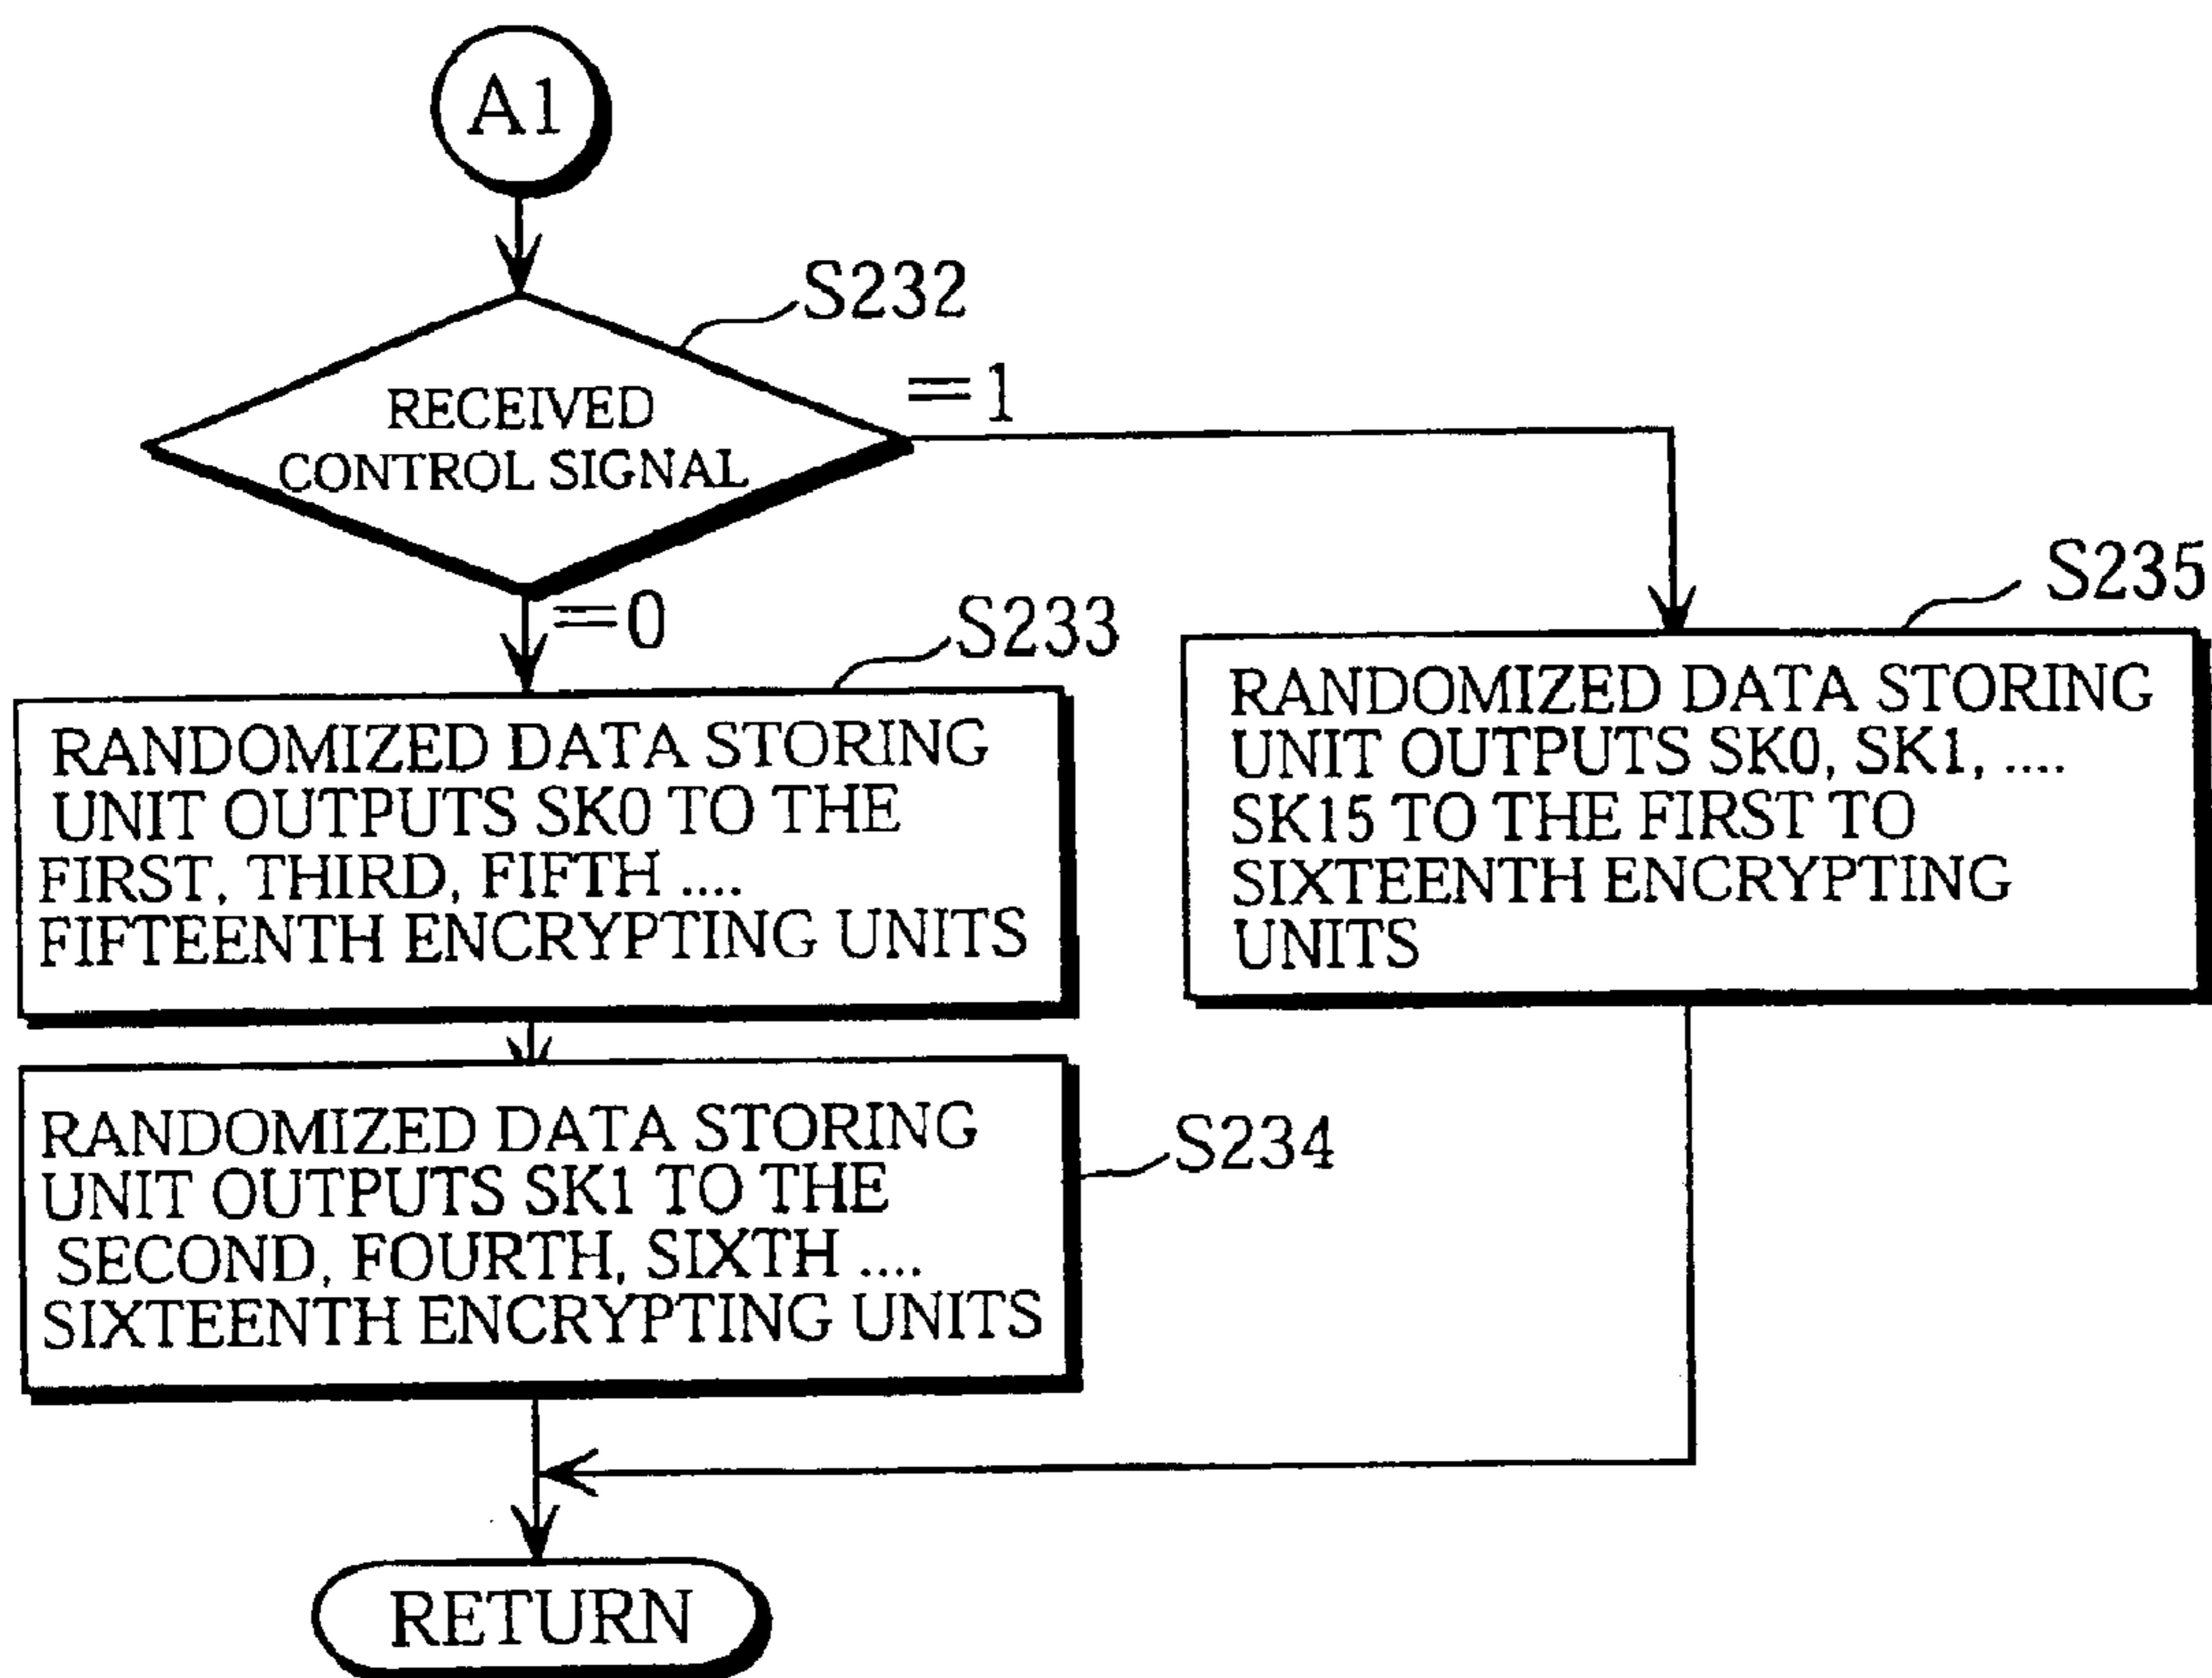 A1
S232
RECEIVED
CONTROL SIGNAL
=1
=0
S233
RANDOMIZED DATA STORING
UNIT OUTPUTS SK0 TO THE
FIRST, THIRD, FIFTH ....
FIFTEENTH ENCRYPTING UNITS
S235
RANDOMIZED DATA STORING
UNIT OUTPUTS SK0, SK1, ....
SK15 TO THE FIRST TO
SIXTEENTH ENCRYPTING
UNITS
RANDOMIZED DATA STORING
UNIT OUTPUTS SK1 TO THE
SECOND, FOURTH, SIXTH ....
SIXTEENTH ENCRYPTING UNITS
S234
RETURN